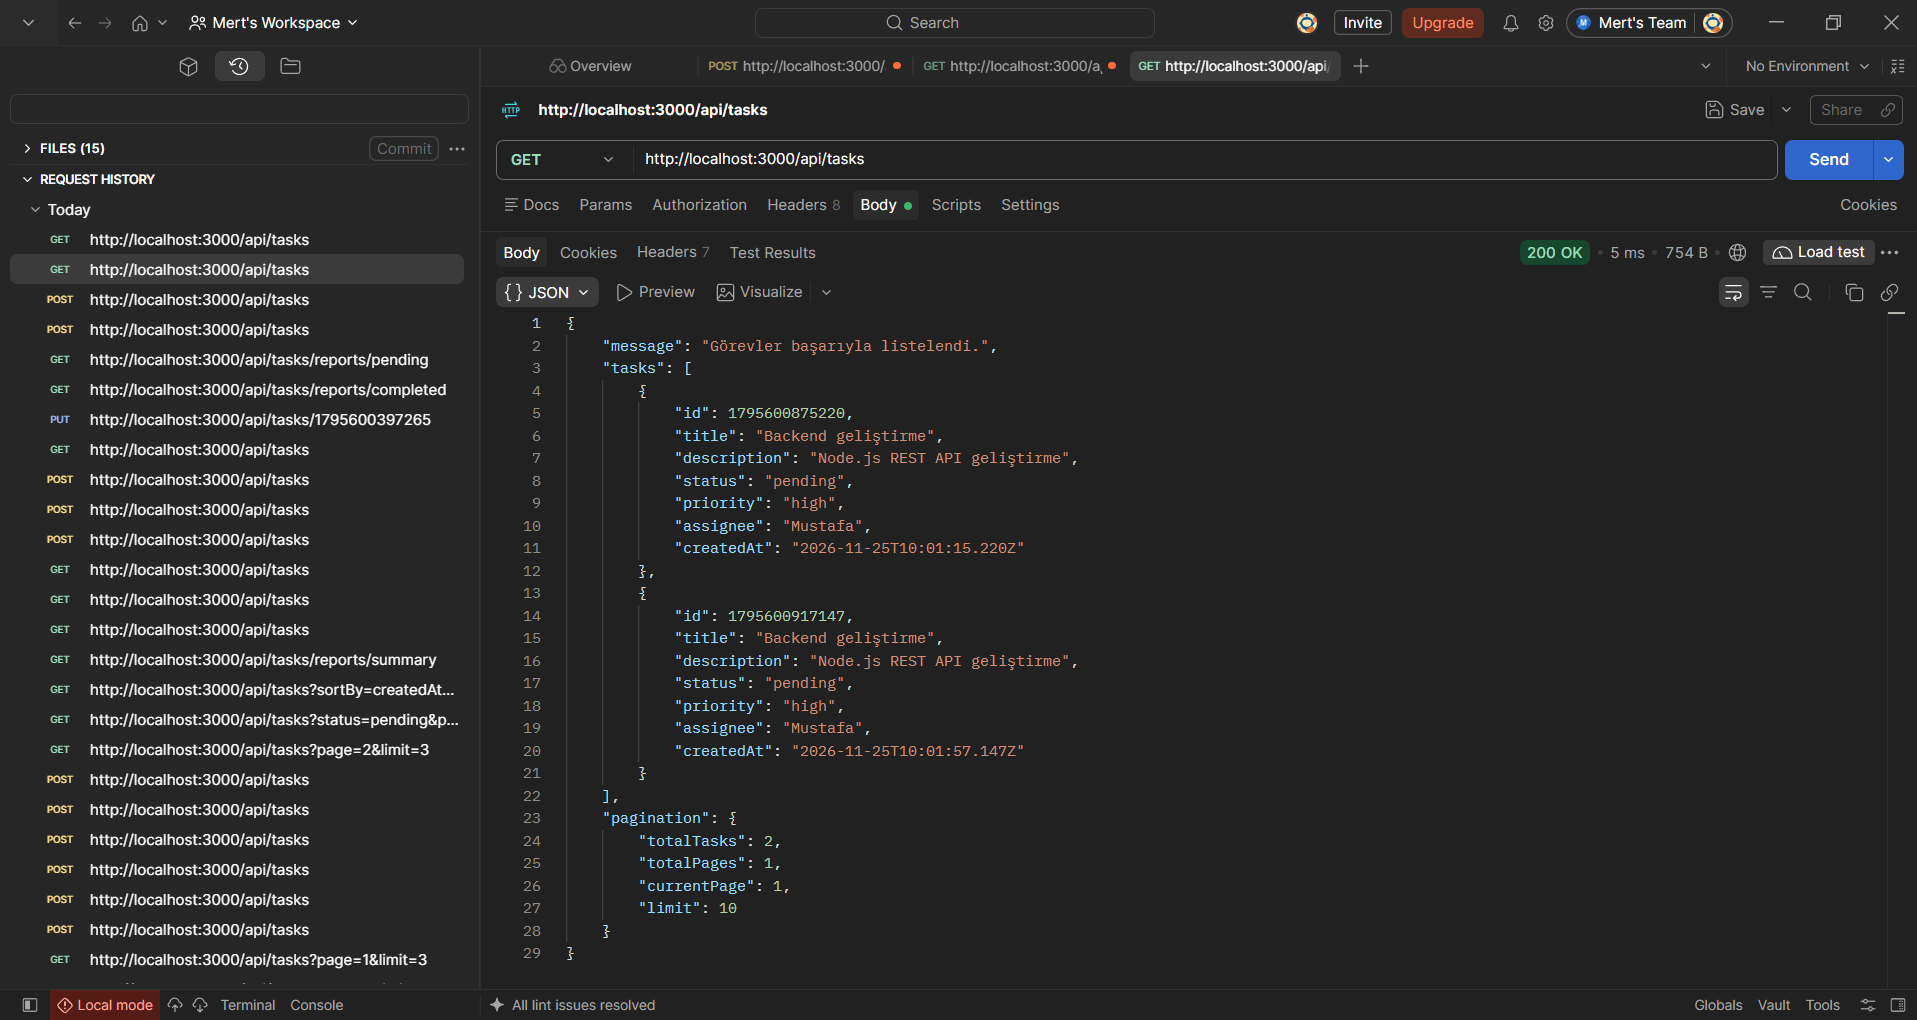 Mert's Workspace
Search
Invite
Upgrade
M
Mert's Team
Overview
POST http://localhost:3000/
GET http://localhost:3000/a
GET http://localhost:3000/api/
No Environment
FILES (15)
Commit
REQUEST HISTORY
Today
GET http://localhost:3000/api/tasks
GET http://localhost:3000/api/tasks
POST http://localhost:3000/api/tasks
POST http://localhost:3000/api/tasks
GET http://localhost:3000/api/tasks/reports/pending
GET http://localhost:3000/api/tasks/reports/completed
PUT http://localhost:3000/api/tasks/1795600397265
GET http://localhost:3000/api/tasks
POST http://localhost:3000/api/tasks
POST http://localhost:3000/api/tasks
POST http://localhost:3000/api/tasks
GET http://localhost:3000/api/tasks
GET http://localhost:3000/api/tasks
GET http://localhost:3000/api/tasks
GET http://localhost:3000/api/tasks/reports/summary
GET http://localhost:3000/api/tasks?sortBy=createdAt...
GET http://localhost:3000/api/tasks?status=pending&p...
GET http://localhost:3000/api/tasks?page=2&limit=3
POST http://localhost:3000/api/tasks
POST http://localhost:3000/api/tasks
POST http://localhost:3000/api/tasks
POST http://localhost:3000/api/tasks
POST http://localhost:3000/api/tasks
POST http://localhost:3000/api/tasks
GET http://localhost:3000/api/tasks?page=1&limit=3
HTTP http://localhost:3000/api/tasks
Save
Share
GET http://localhost:3000/api/tasks
Send
Docs Params Authorization Headers 8 Body Scripts Settings Cookies
Body Cookies Headers 7 Test Results
200 OK 5 ms 754 B Load test
{} JSON Preview Visualize
1 {
2 "message": "Görevler başarıyla listelendi.",
3 "tasks": [
4 {
5 "id": 1795600875220,
6 "title": "Backend geliştirme",
7 "description": "Node.js REST API geliştirme",
8 "status": "pending",
9 "priority": "high",
10 "assignee": "Mustafa",
11 "createdAt": "2026-11-25T10:01:15.220Z"
12 },
13 {
14 "id": 1795600917147,
15 "title": "Backend geliştirme",
16 "description": "Node.js REST API geliştirme",
17 "status": "pending",
18 "priority": "high",
19 "assignee": "Mustafa",
20 "createdAt": "2026-11-25T10:01:57.147Z"
21 }
22 ],
23 "pagination": {
24 "totalTasks": 2,
25 "totalPages": 1,
26 "currentPage": 1,
27 "limit": 10
28 }
29 }
Local mode
Terminal
Console
All lint issues resolved
Globals
Vault
Tools